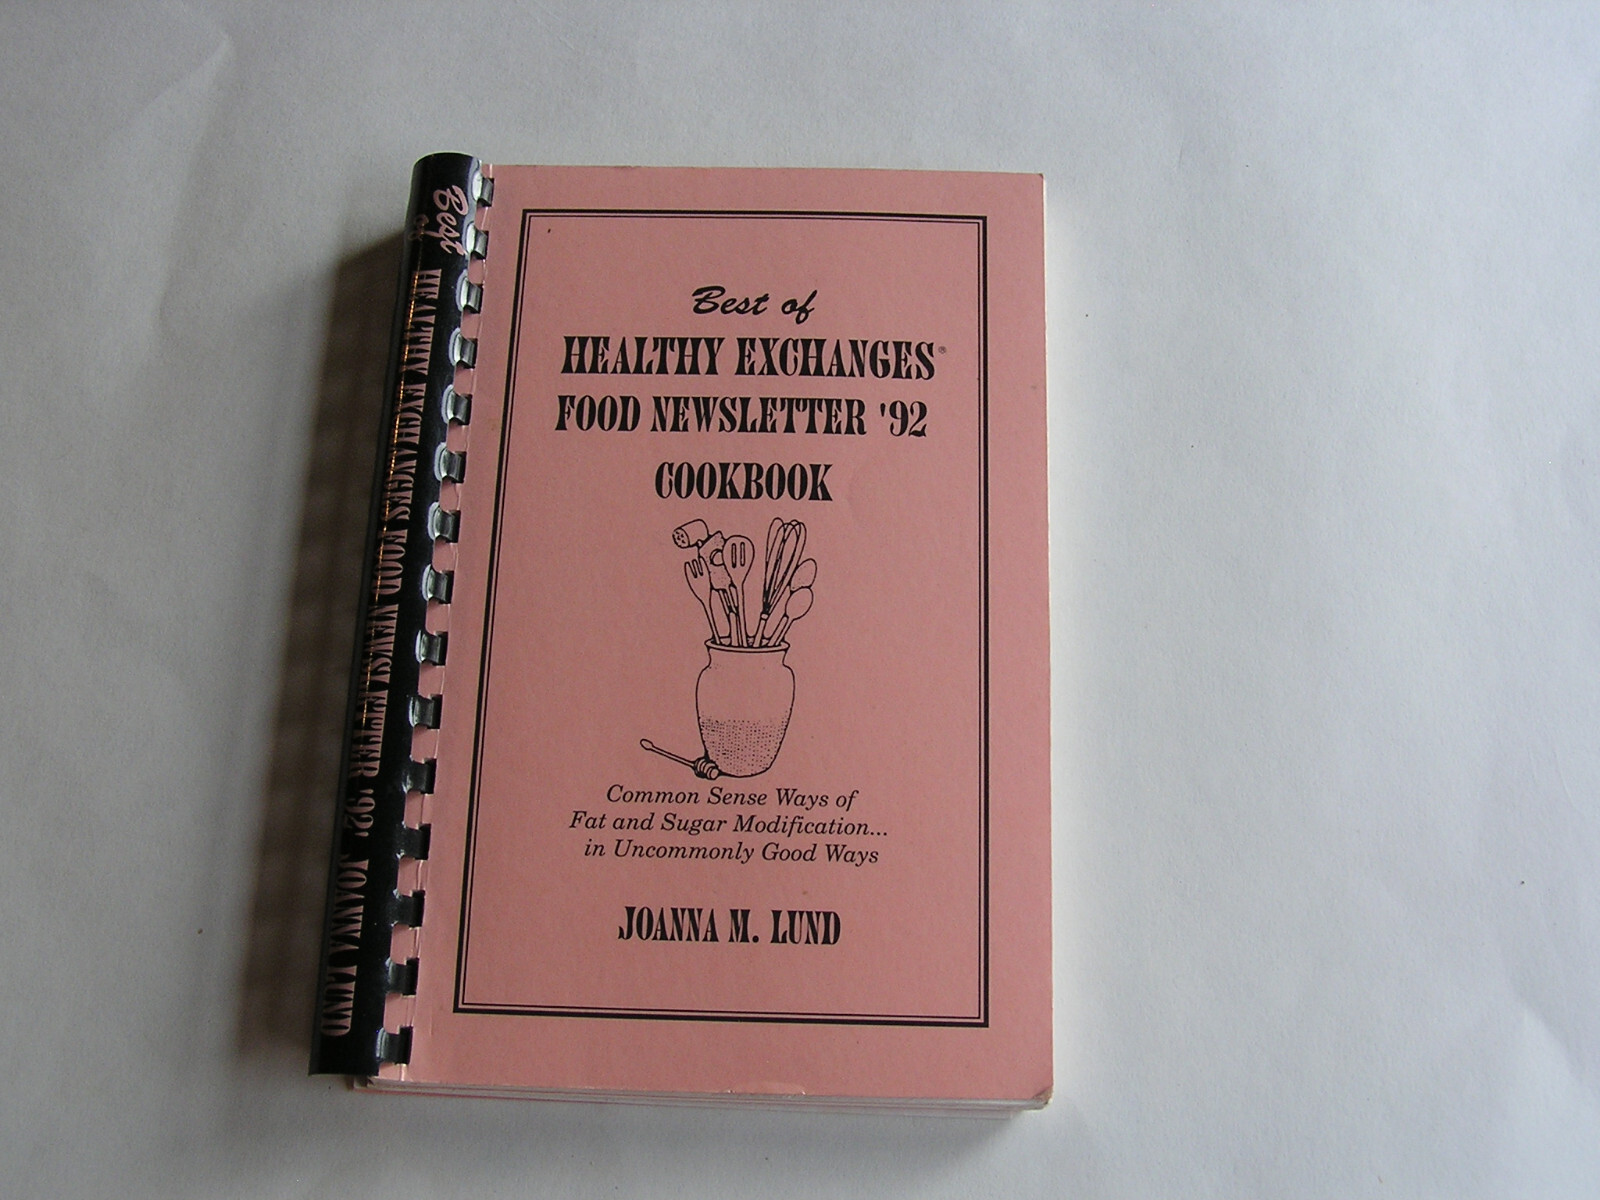 Best of
HEALTHY EXCHANGES®
FOOD NEWSLETTER '92
COOKBOOK
Common Sense Ways of
Fat and Sugar Modification...
in Uncommonly Good Ways
JOANNA M. LUND
Best of HEALTHY EXCHANGES FOOD NEWSLETTER '92' JOANNA LUND